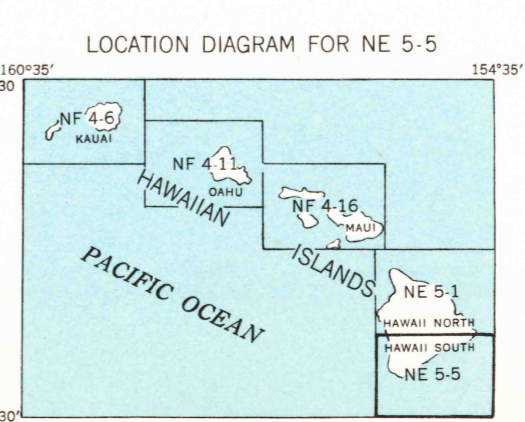 LOCATION DIAGRAM FOR NE 5-5
160°35' 154°35'
30
NF 4-6
KAUAI
NF 4-11
OAHU
HAWAIIAN
NF 4-16
MAUI
ISLANDS
PACIFIC OCEAN
NE 5-1
HAWAII NORTH
HAWAII SOUTH
NE 5-5
30'